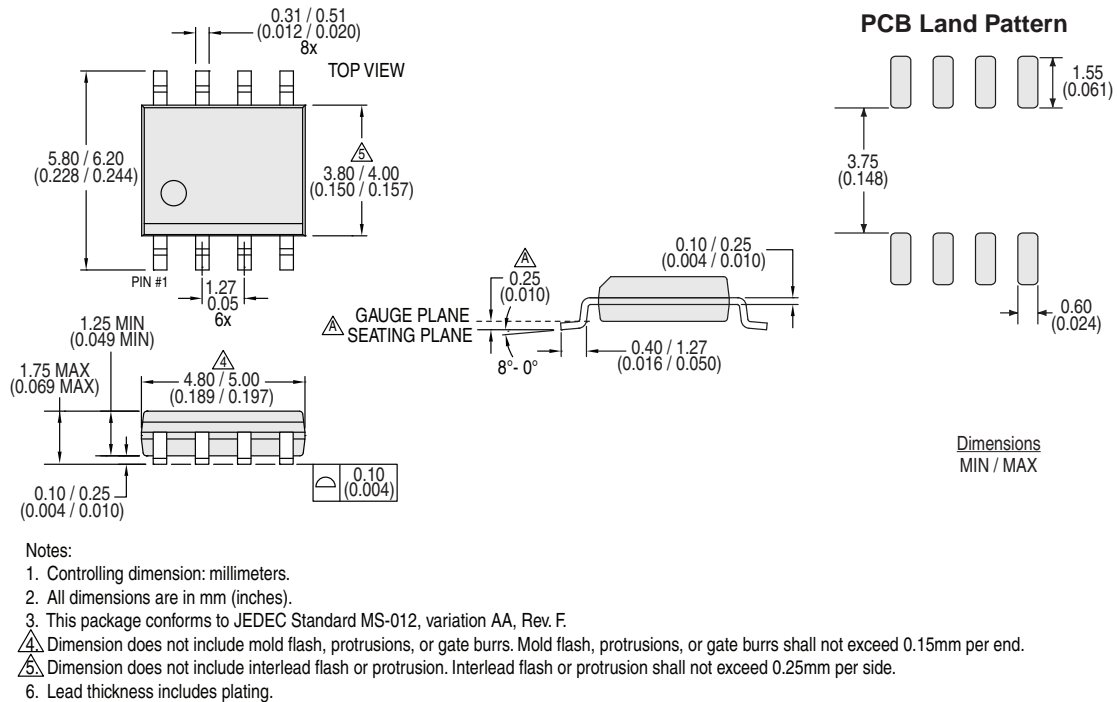 0.31 / 0.51
(0.012 / 0.020)
8x
TOP VIEW
5.80 / 6.20
(0.228 / 0.244)
5
3.80 / 4.00
(0.150 / 0.157)
PIN #1
1.27
0.05
6x
PCB Land Pattern
1.55
(0.061)
3.75
(0.148)
0.60
(0.024)
A
0.25
(0.010)
GAUGE PLANE
A SEATING PLANE
8°- 0°
0.10 / 0.25
(0.004 / 0.010)
0.40 / 1.27
(0.016 / 0.050)
1.25 MIN
(0.049 MIN)
1.75 MAX
(0.069 MAX)
4
4.80 / 5.00
(0.189 / 0.197)
0.10 / 0.25
(0.004 / 0.010)
0.10
(0.004)
Dimensions
MIN / MAX
Notes:
1. Controlling dimension: millimeters.
2. All dimensions are in mm (inches).
3. This package conforms to JEDEC Standard MS-012, variation AA, Rev. F.
4. Dimension does not include mold flash, protrusions, or gate burrs. Mold flash, protrusions, or gate burrs shall not exceed 0.15mm per end.
5. Dimension does not include interlead flash or protrusion. Interlead flash or protrusion shall not exceed 0.25mm per side.
6. Lead thickness includes plating.